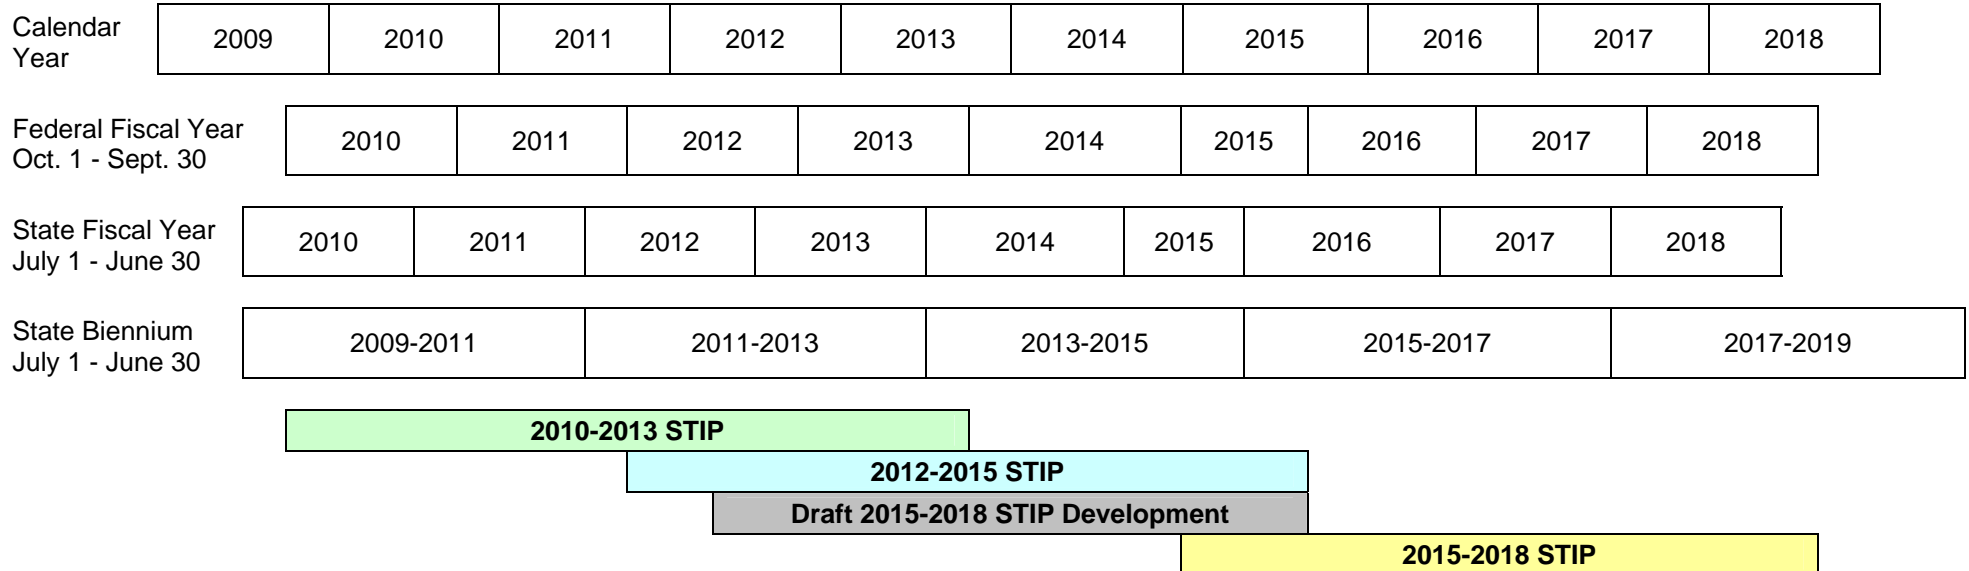 Calendar
Year
2009 2010 2011 2012 2013 2014 2015 2016 2017 2018
Federal Fiscal Year
Oct. 1 - Sept. 30
2010 2011 2012 2013 2014 2015 2016 2017 2018
State Fiscal Year
July 1 - June 30
2010 2011 2012 2013 2014 2015 2016 2017 2018
State Biennium
July 1 - June 30
2009-2011 2011-2013 2013-2015 2015-2017 2017-2019
2010-2013 STIP
2012-2015 STIP
Draft 2015-2018 STIP Development
2015-2018 STIP